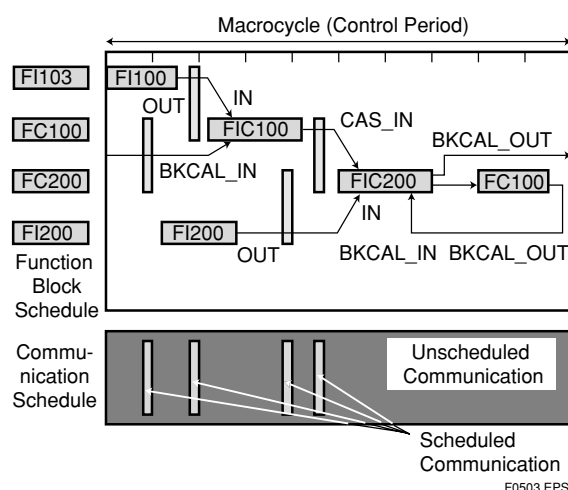 Macrocycle (Control Period)
FI103
FI100
OUT
IN
FC100
FIC100
CAS_IN
BKCAL_IN
BKCAL_OUT
FC200
FIC200
FC100
IN
FI200
FI200
OUT
BKCAL_IN
BKCAL_OUT
Function
Block
Schedule
Commu-
nication
Schedule
Unscheduled
Communication
Scheduled
Communication
F0503.EPS